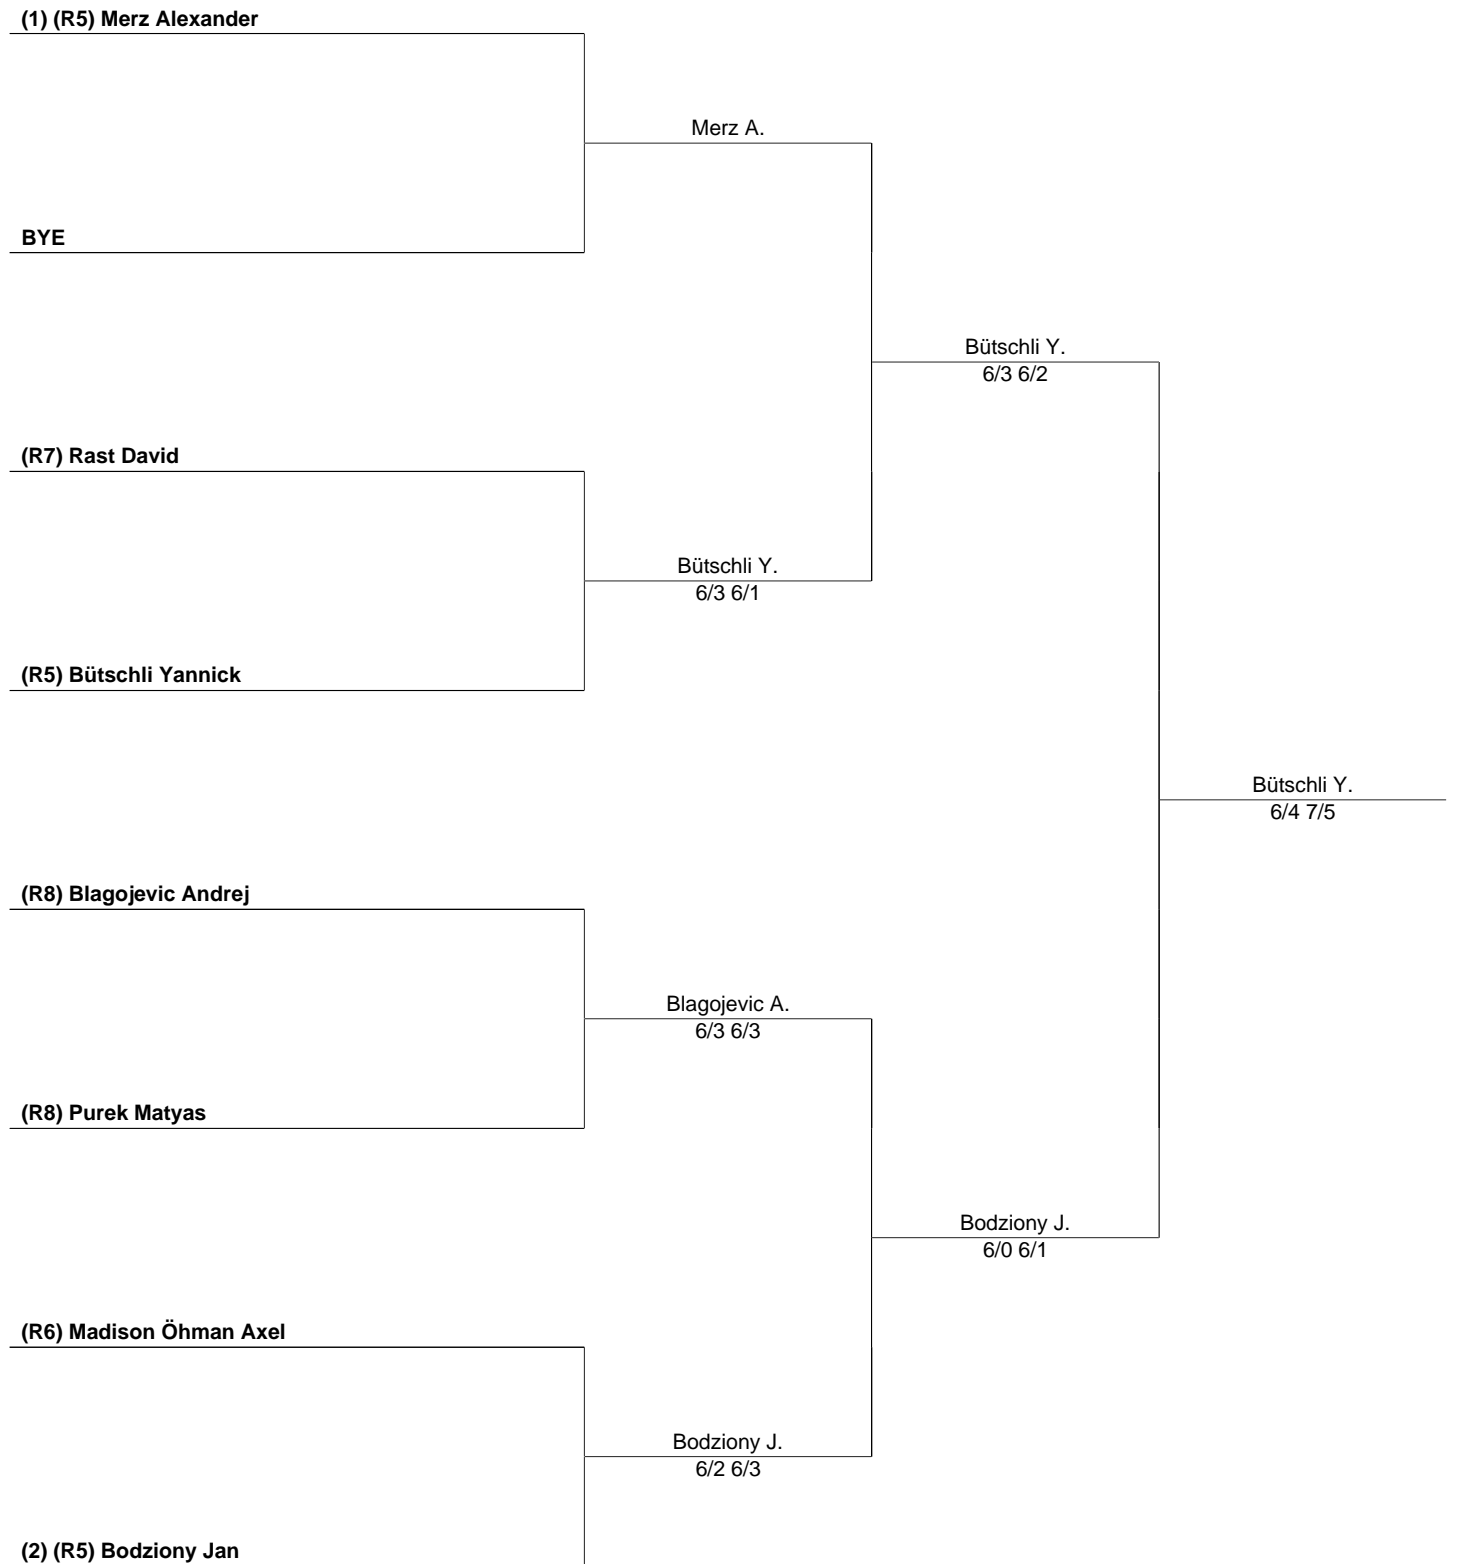 (1) (R5) Merz Alexander
Merz A.
BYE
Bütschli Y.
6/3 6/2
(R7) Rast David
Bütschli Y.
6/3 6/1
(R5) Bütschli Yannick
Bütschli Y.
6/4 7/5
(R8) Blagojevic Andrej
Blagojevic A.
6/3 6/3
(R8) Purek Matyas
Bodziony J.
6/0 6/1
(R6) Madison Öhman Axel
Bodziony J.
6/2 6/3
(2) (R5) Bodziony Jan